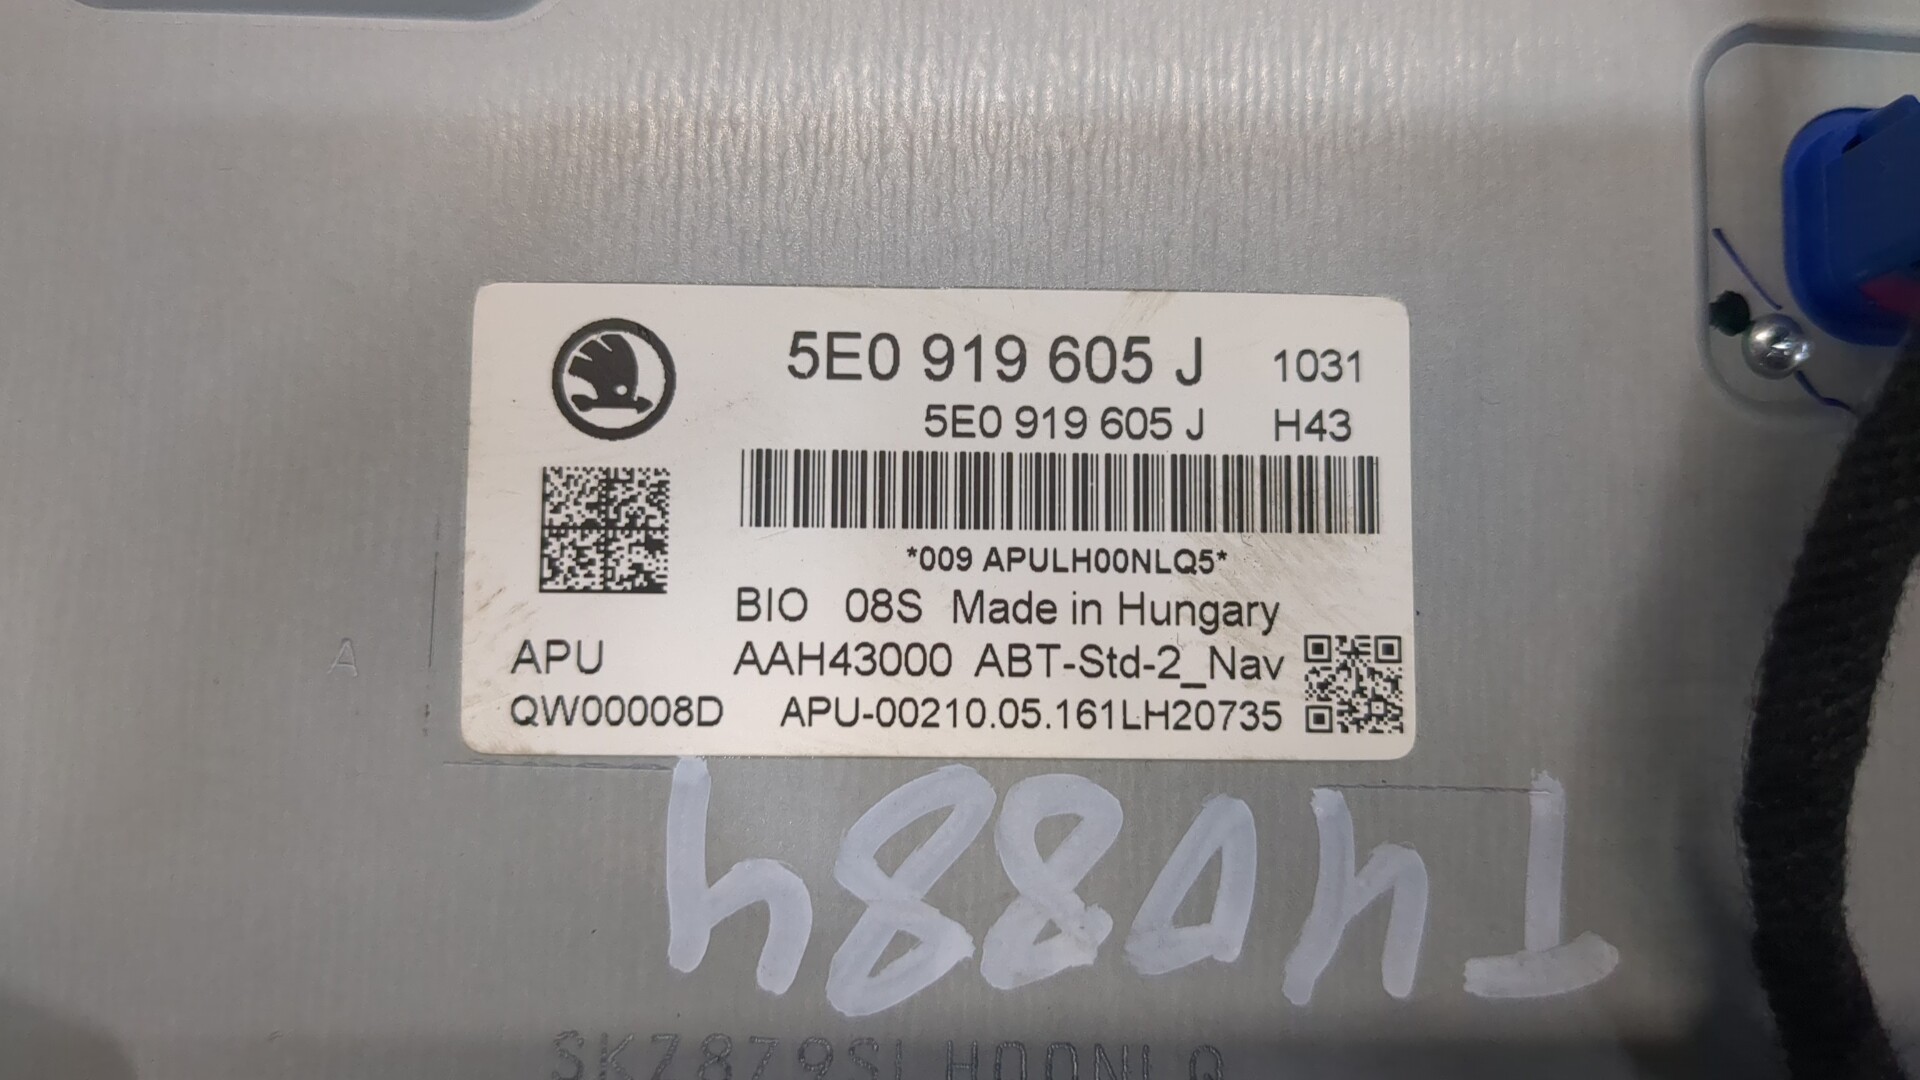 5E0 919 605 J 1031
5E0 919 605 J H43
*009 APULH00NLQ5*
BIO 08S Made in Hungary
APU AAH43000 ABT-Std-2_Nav
QW00008D APU-00210.05.161LH20735
T40884
A